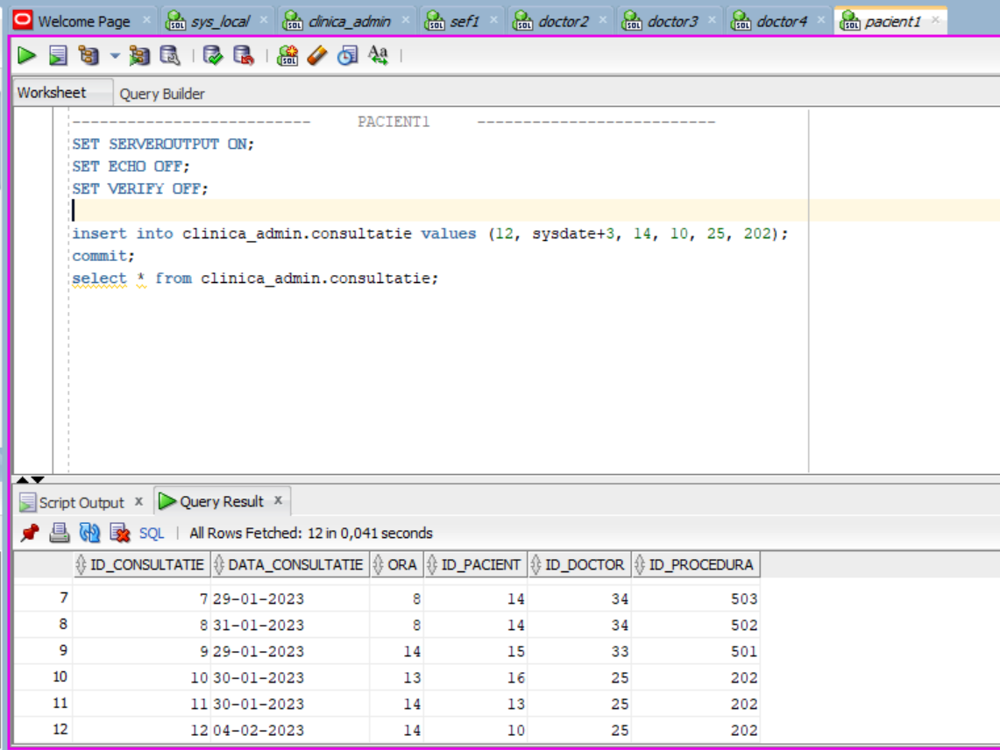 Welcome Page sys_local clinica_admin sef1 doctor2 doctor3 doctor4 pacient1
Worksheet Query Builder
-------------------------- PACIENT1 --------------------------
SET SERVEROUTPUT ON;
SET ECHO OFF;
SET VERIFY OFF;
insert into clinica_admin.consultatie values (12, sysdate+3, 14, 10, 25, 202);
commit;
select * from clinica_admin.consultatie;
Script Output x Query Result x
SQL | All Rows Fetched: 12 in 0,041 seconds
ID_CONSULTATIE DATA_CONSULTATIE ORA ID_PACIENT ID_DOCTOR ID_PROCEDURA
7 7 29-01-2023 8 14 34 503
8 8 31-01-2023 8 14 34 502
9 9 29-01-2023 14 15 33 501
10 10 30-01-2023 13 16 25 202
11 11 30-01-2023 14 13 25 202
12 12 04-02-2023 14 10 25 202